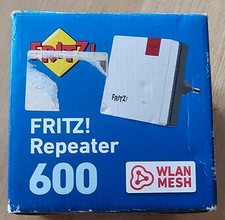 FRITZ!
FRITZ!
Repeater
600
WLAN
MESH